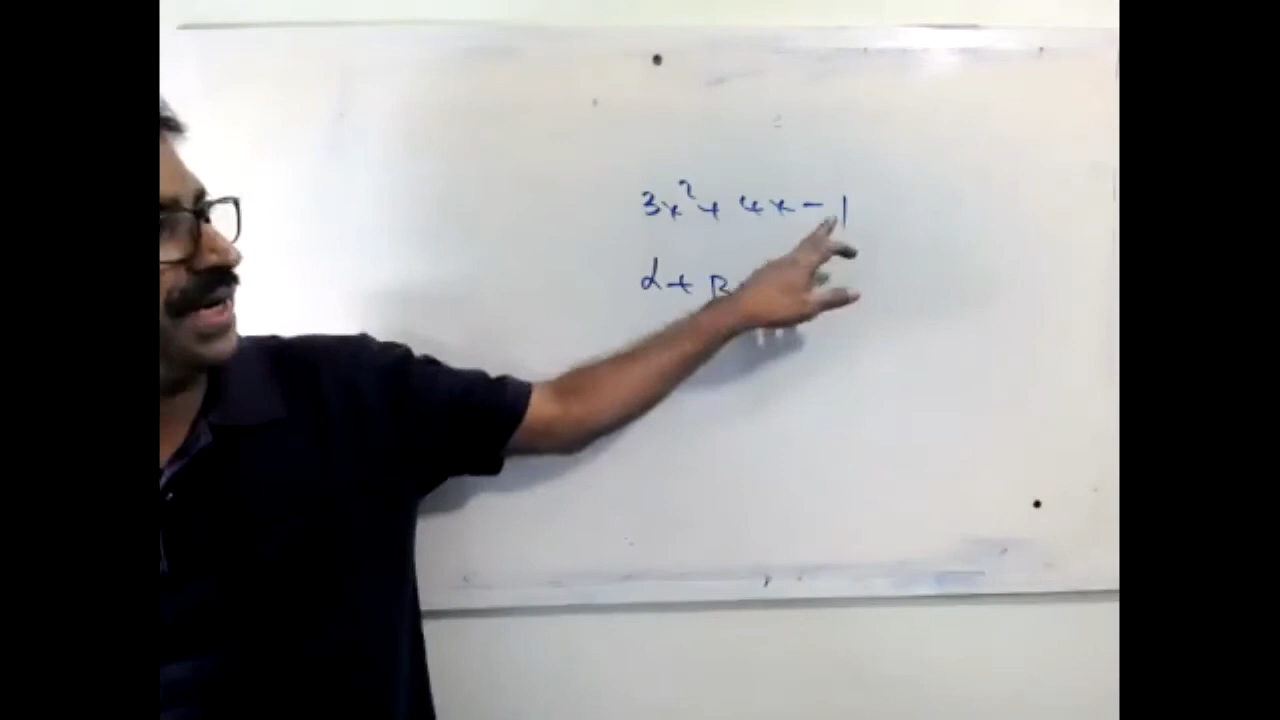 3x² + 4x - 1
α + β